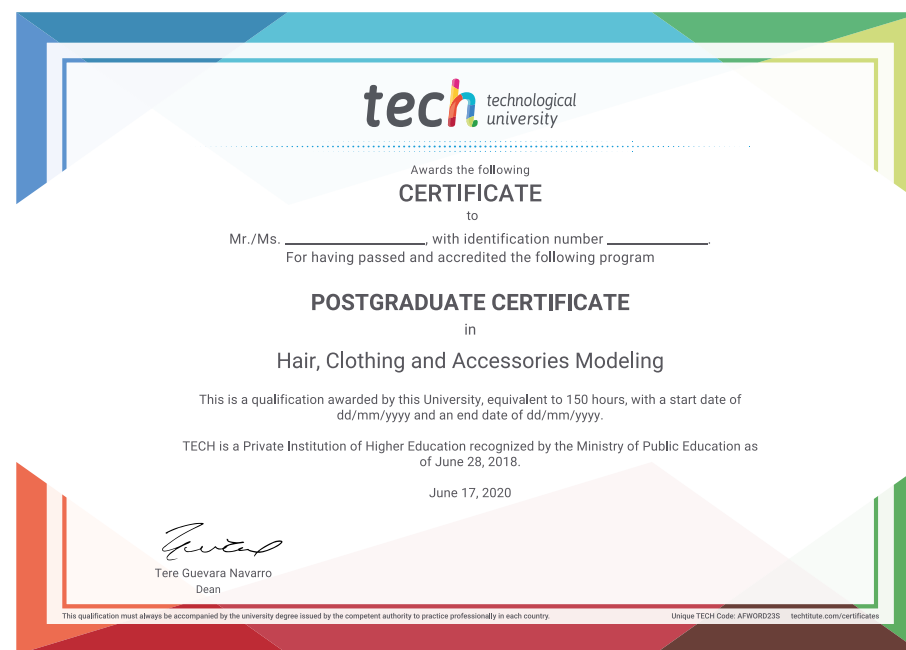 tech technological
university
Awards the following
CERTIFICATE
to
Mr./Ms. ____________________, with identification number ______________.
For having passed and accredited the following program
POSTGRADUATE CERTIFICATE
in
Hair, Clothing and Accessories Modeling
This is a qualification awarded by this University, equivalent to 150 hours, with a start date of
dd/mm/yyyy and an end date of dd/mm/yyyy.
TECH is a Private Institution of Higher Education recognized by the Ministry of Public Education as
of June 28, 2018.
June 17, 2020
Tere Guevara Navarro
Dean
This qualification must always be accompanied by the university degree issued by the competent authority to practice professionally in each country.
Unique TECH Code: AFWORD23S techtitute.com/certificates